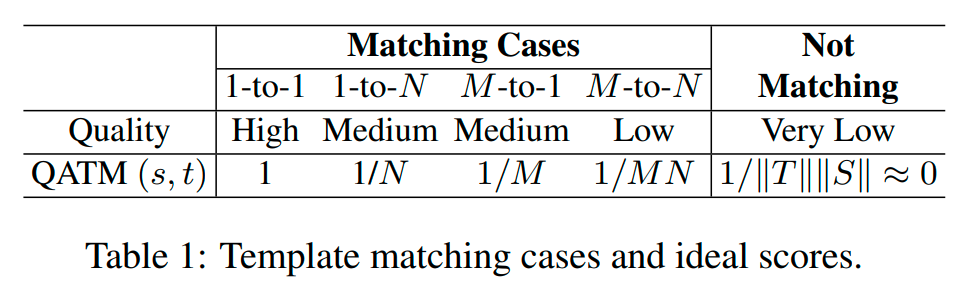 Matching Cases Not Matching
1-to-1 1-to-N M-to-1 M-to-N
Quality High Medium Medium Low Very Low
QATM (s, t) 1 1/N 1/M 1/MN 1/||T||||S|| ≈ 0
Table 1: Template matching cases and ideal scores.